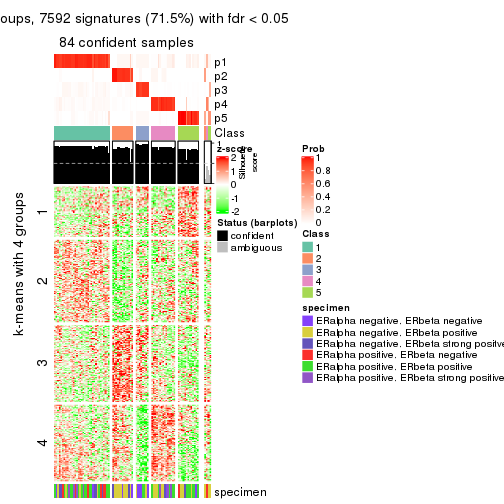 oups, 7592 signatures (71.5%) with fdr < 0.05
84 confident samples
p1
p2
p3
p4
p5
Class
1
Silhouette
score
z-score
2
1
0
-1
-2
Status (barplots)
confident
ambiguous
Prob
1
0.8
0.6
0.4
0.2
0
Class
1
2
3
4
5
specimen
ERalpha negative. ERbeta negative
ERalpha negative. ERbeta positive
ERalpha negative. ERbeta strong positive
ERalpha positive. ERbeta negative
ERalpha positive. ERbeta positive
ERalpha positive. ERbeta strong positive
k-means with 4 groups
1
2
3
4
specimen